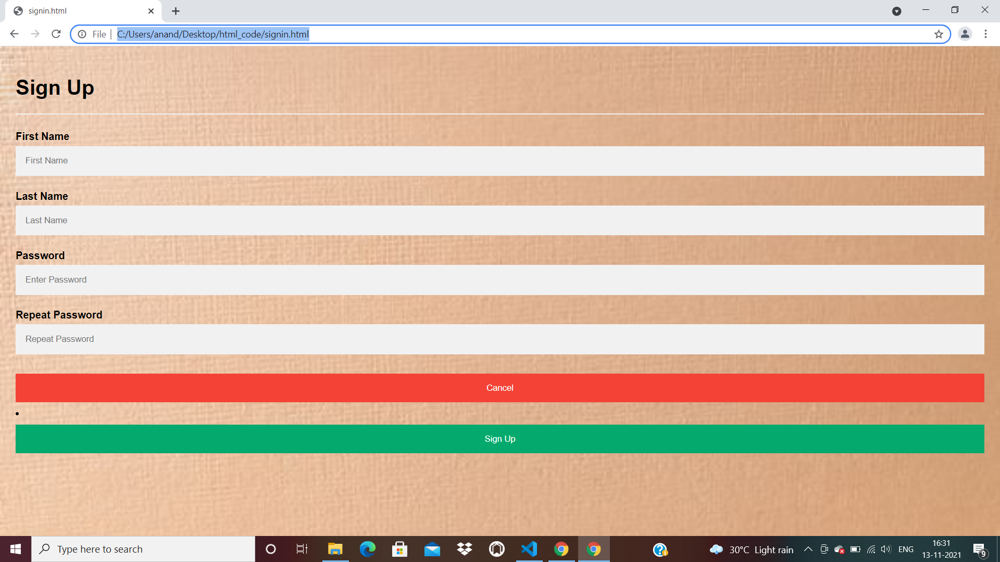 signin.html
File
C:/Users/anand/Desktop/html_code/signin.html
Sign Up
First Name
First Name
Last Name
Last Name
Password
Enter Password
Repeat Password
Repeat Password
Cancel
Sign Up
Type here to search
30°C Light rain
ENG
16:31
13-11-2021
9